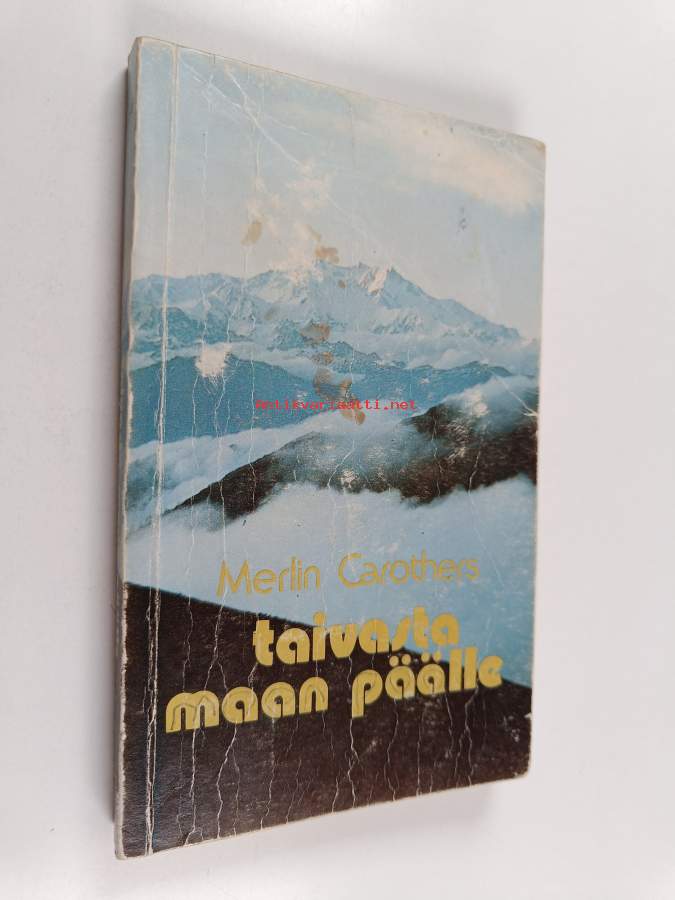 antikvariaatti.net
Merlin Carothers
taivasta
maan päälle